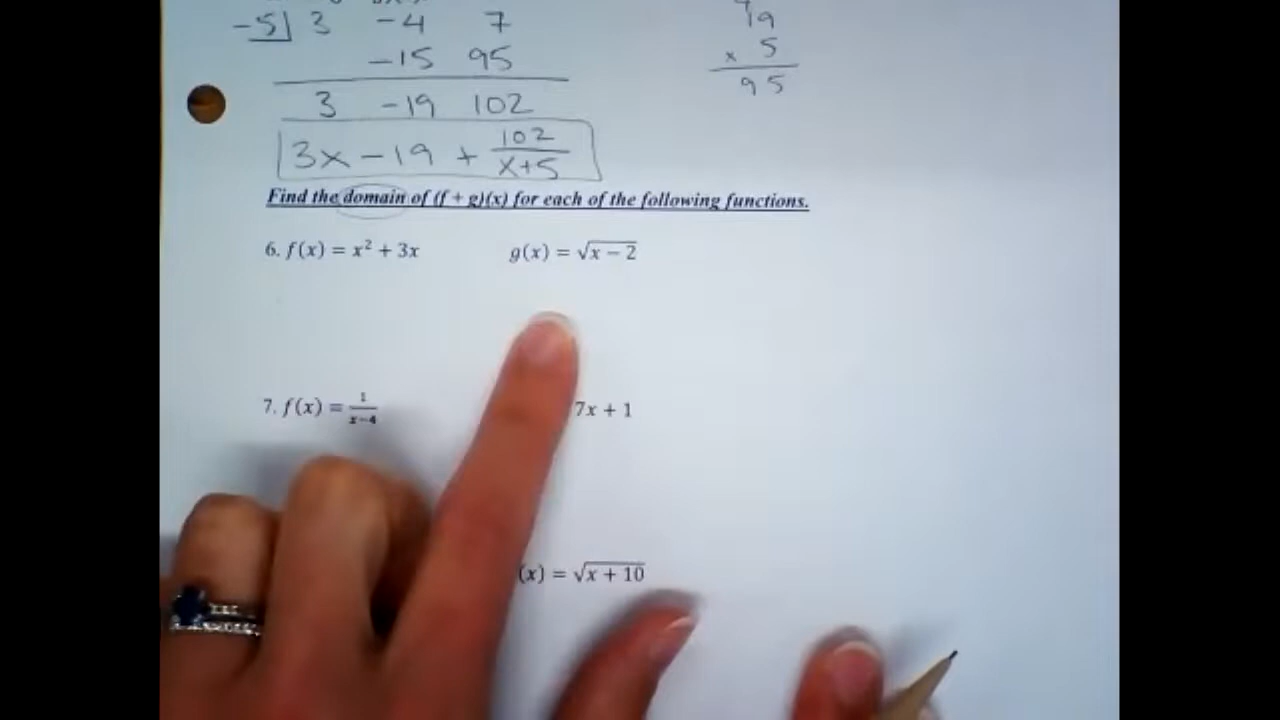 -5| 3 -4 7
-15 95
3 -19 102
3x - 19 + 102/x+5
19
x 5
95
Find the domain of (f + g)(x) for each of the following functions.
6. f(x) = x² + 3x g(x) = √x − 2
7. f(x) = 1/x−4 7x + 1
(x) = √x + 10